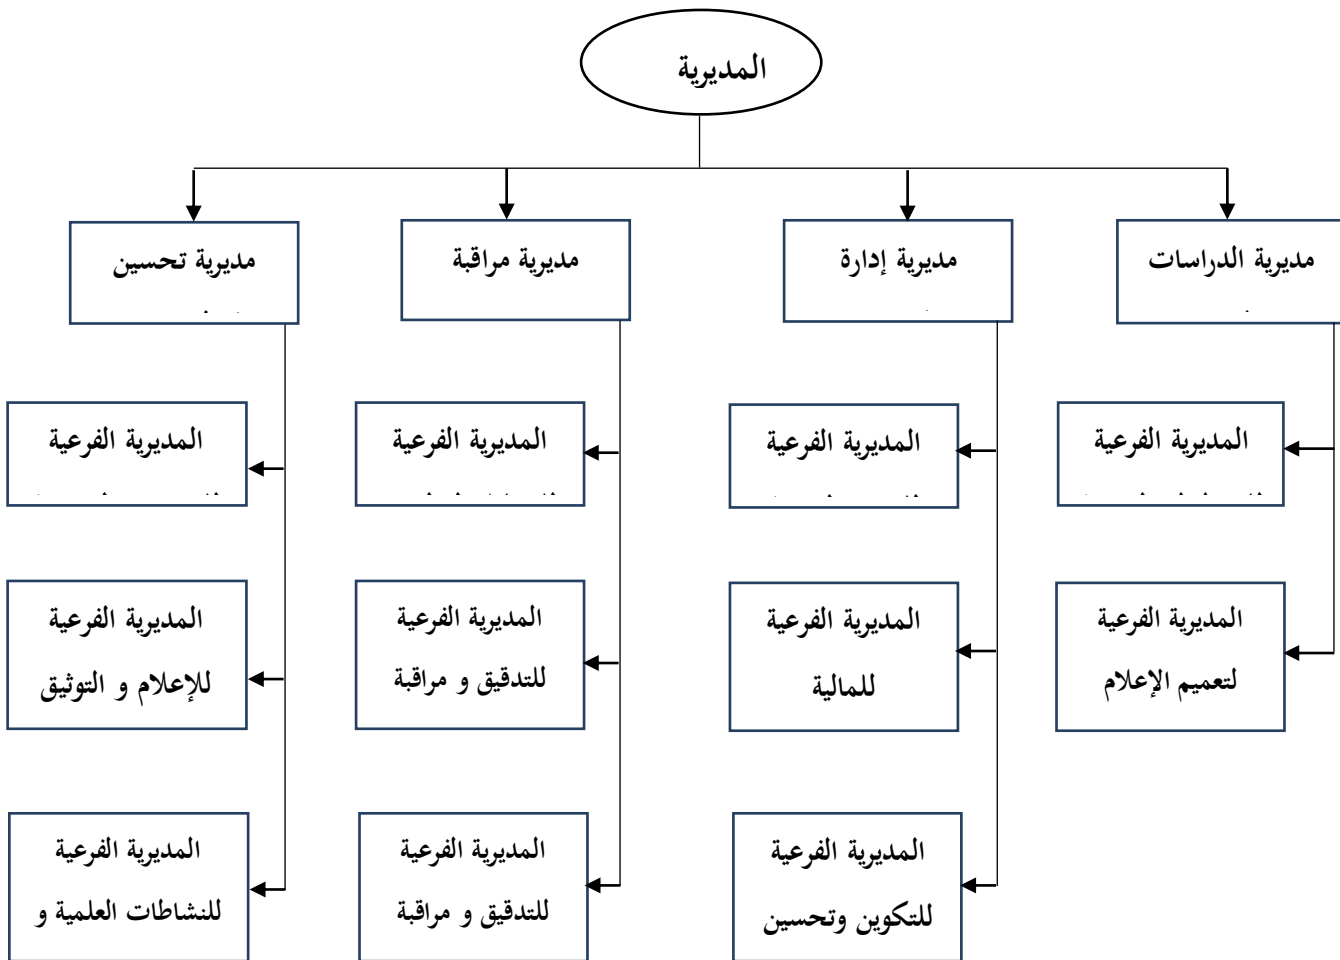 المديرية
مديرية الدراسات
مديرية إدارة
مديرية مراقبة
مديرية تحسين
المديرية الفرعية
المديرية الفرعية
المديرية الفرعية
المديرية الفرعية
المديرية الفرعية
لتعميم الإعلام
المديرية الفرعية
للمالية
المديرية الفرعية
للتدقيق و مراقبة
المديرية الفرعية
للإعلام و التوثيق
المديرية الفرعية
للتكوين وتحسين
المديرية الفرعية
للتدقيق و مراقبة
المديرية الفرعية
للنشاطات العلمية و